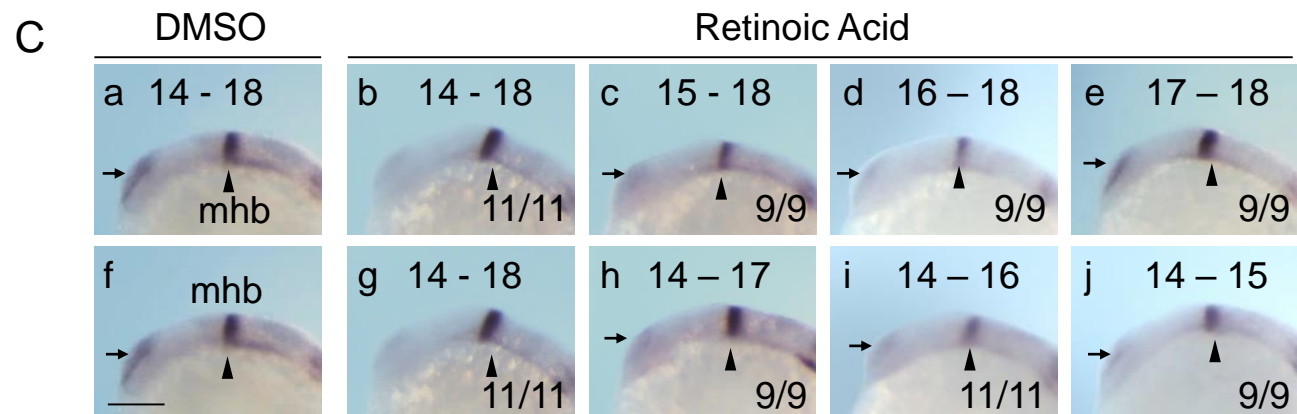 C
DMSO Retinoic Acid
a 14 - 18 b 14 - 18 c 15 - 18 d 16 – 18 e 17 – 18
mhb 11/11 9/9 9/9 9/9
f mhb g 14 - 18 h 14 – 17 i 14 – 16 j 14 – 15
11/11 9/9 11/11 9/9